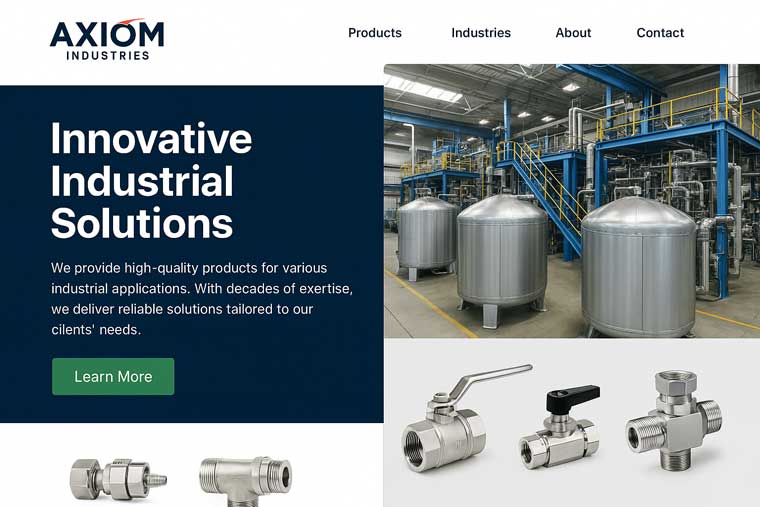 AXIOM
INDUSTRIES
Products
Industries
About
Contact
Innovative
Industrial
Solutions
We provide high-quality products for various
industrial applications. With decades of exertise,
we deliver reliable solutions tailored to our
cilents' needs.
Learn More